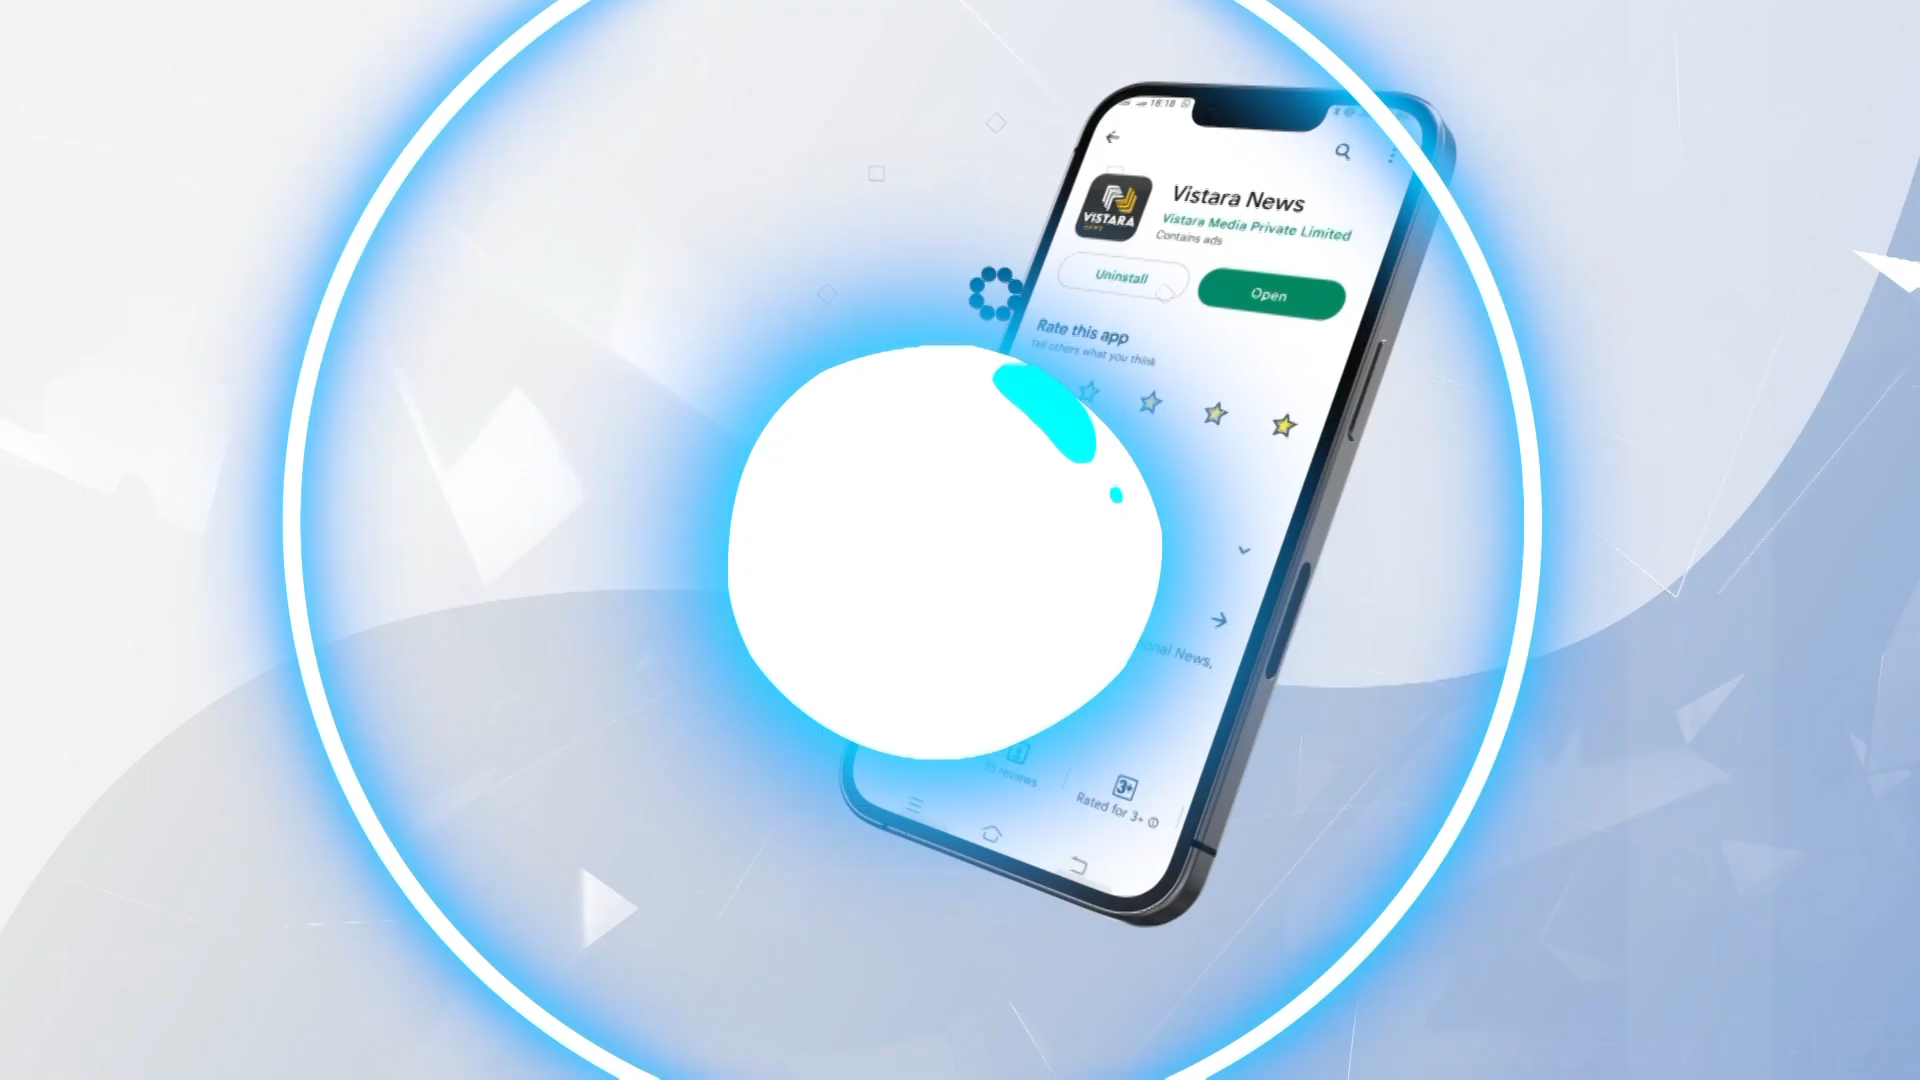 18:18
Vistara News
VISTARA
NEWS
Vistara Media Private Limited
Contains ads
Uninstall
Open
Rate this app
Tell others what you think
onal News,
reviews
3+
Rated for 3+